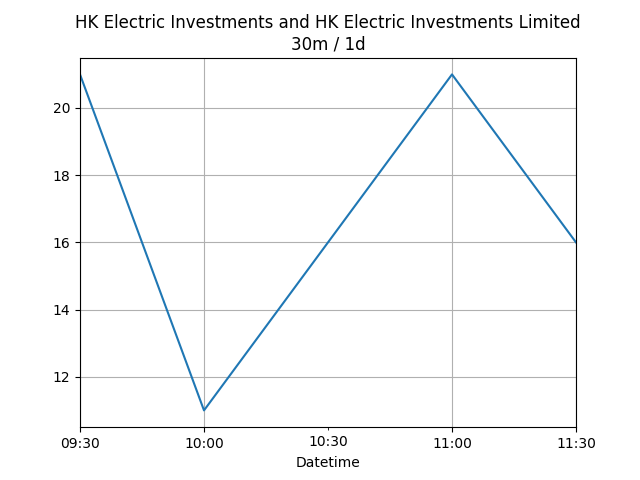 HK Electric Investments and HK Electric Investments Limited
30m / 1d
20
18
16
14
12
09:30 10:00 10:30 11:00 11:30
Datetime